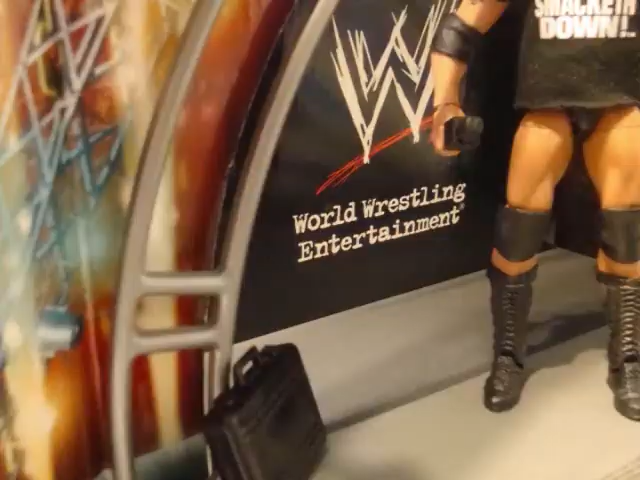 SMACKETH
DOWN!..
W
World Wrestling
Entertainment